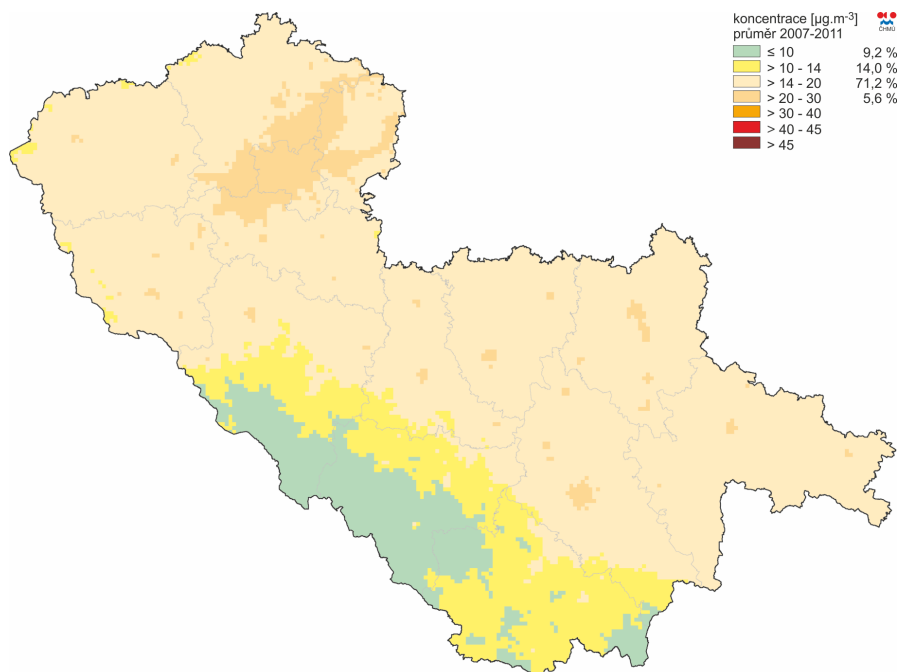 koncentrace [µg.m-3]
průměr 2007-2011
ČHMÚ
≤ 10 9,2 %
> 10 - 14 14,0 %
> 14 - 20 71,2 %
> 20 - 30 5,6 %
> 30 - 40
> 40 - 45
> 45